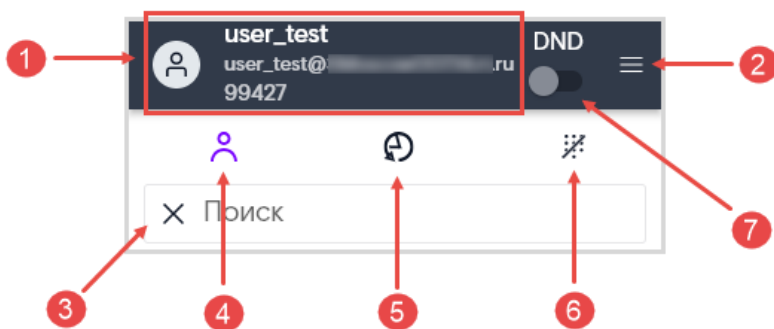 user_test
DND
1
user_test@ .ru
2
99427
Поиск
7
3
4
5
6